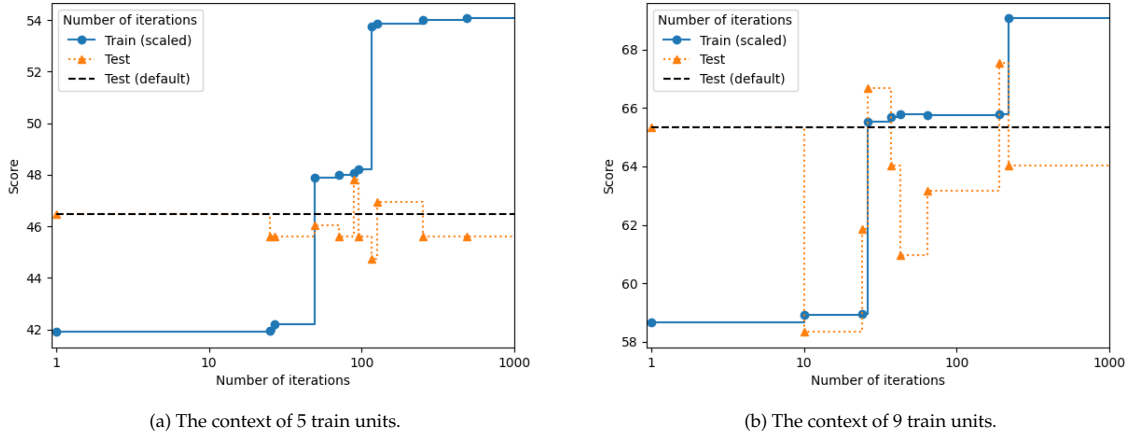 54
52
50
48
46
44
42
Score
Number of iterations
Train (scaled)
Test
Test (default)
1
10
100
1000
Number of iterations
(a) The context of 5 train units.
68
66
64
62
60
58
Score
Number of iterations
Train (scaled)
Test
Test (default)
1
10
100
1000
Number of iterations
(b) The context of 9 train units.